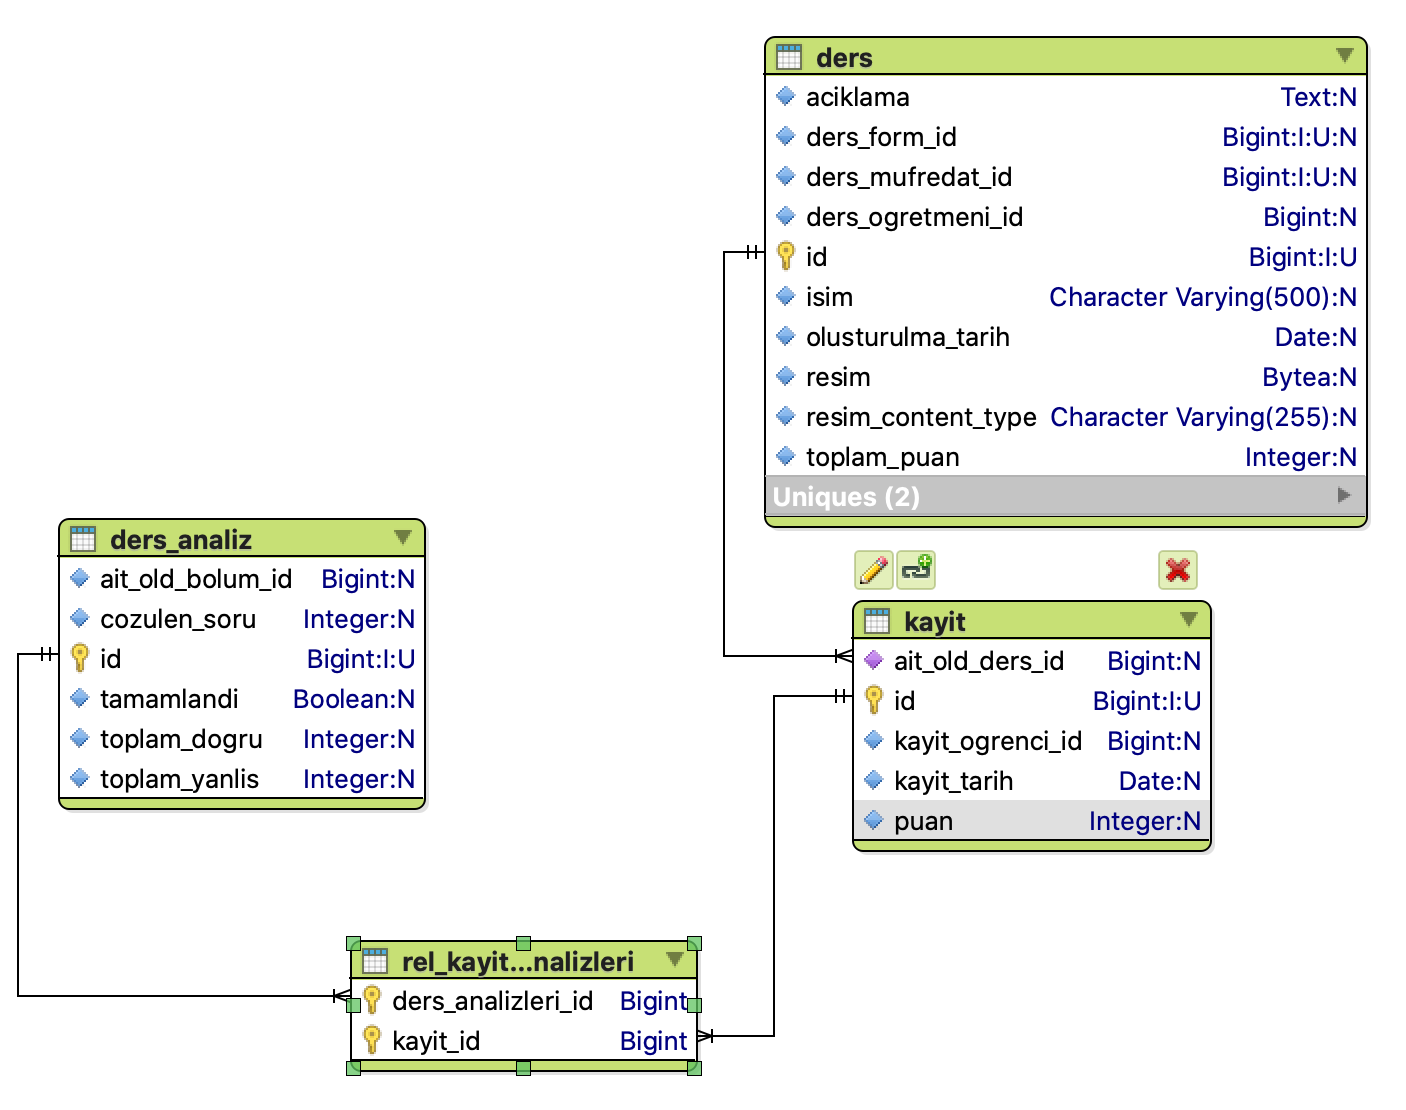 ders
aciklama Text:N
ders_form_id Bigint:I:U:N
ders_mufredat_id Bigint:I:U:N
ders_ogretmeni_id Bigint:N
id Bigint:I:U
isim Character Varying(500):N
olusturulma_tarih Date:N
resim Bytea:N
resim_content_type Character Varying(255):N
toplam_puan Integer:N
Uniques (2)
ders_analiz
ait_old_bolum_id Bigint:N
cozulen_soru Integer:N
id Bigint:I:U
tamamlandi Boolean:N
toplam_dogru Integer:N
toplam_yanlis Integer:N
kayit
ait_old_ders_id Bigint:N
id Bigint:I:U
kayit_ogrenci_id Bigint:N
kayit_tarih Date:N
puan Integer:N
rel_kayit...nalizleri
ders_analizleri_id Bigint
kayit_id Bigint